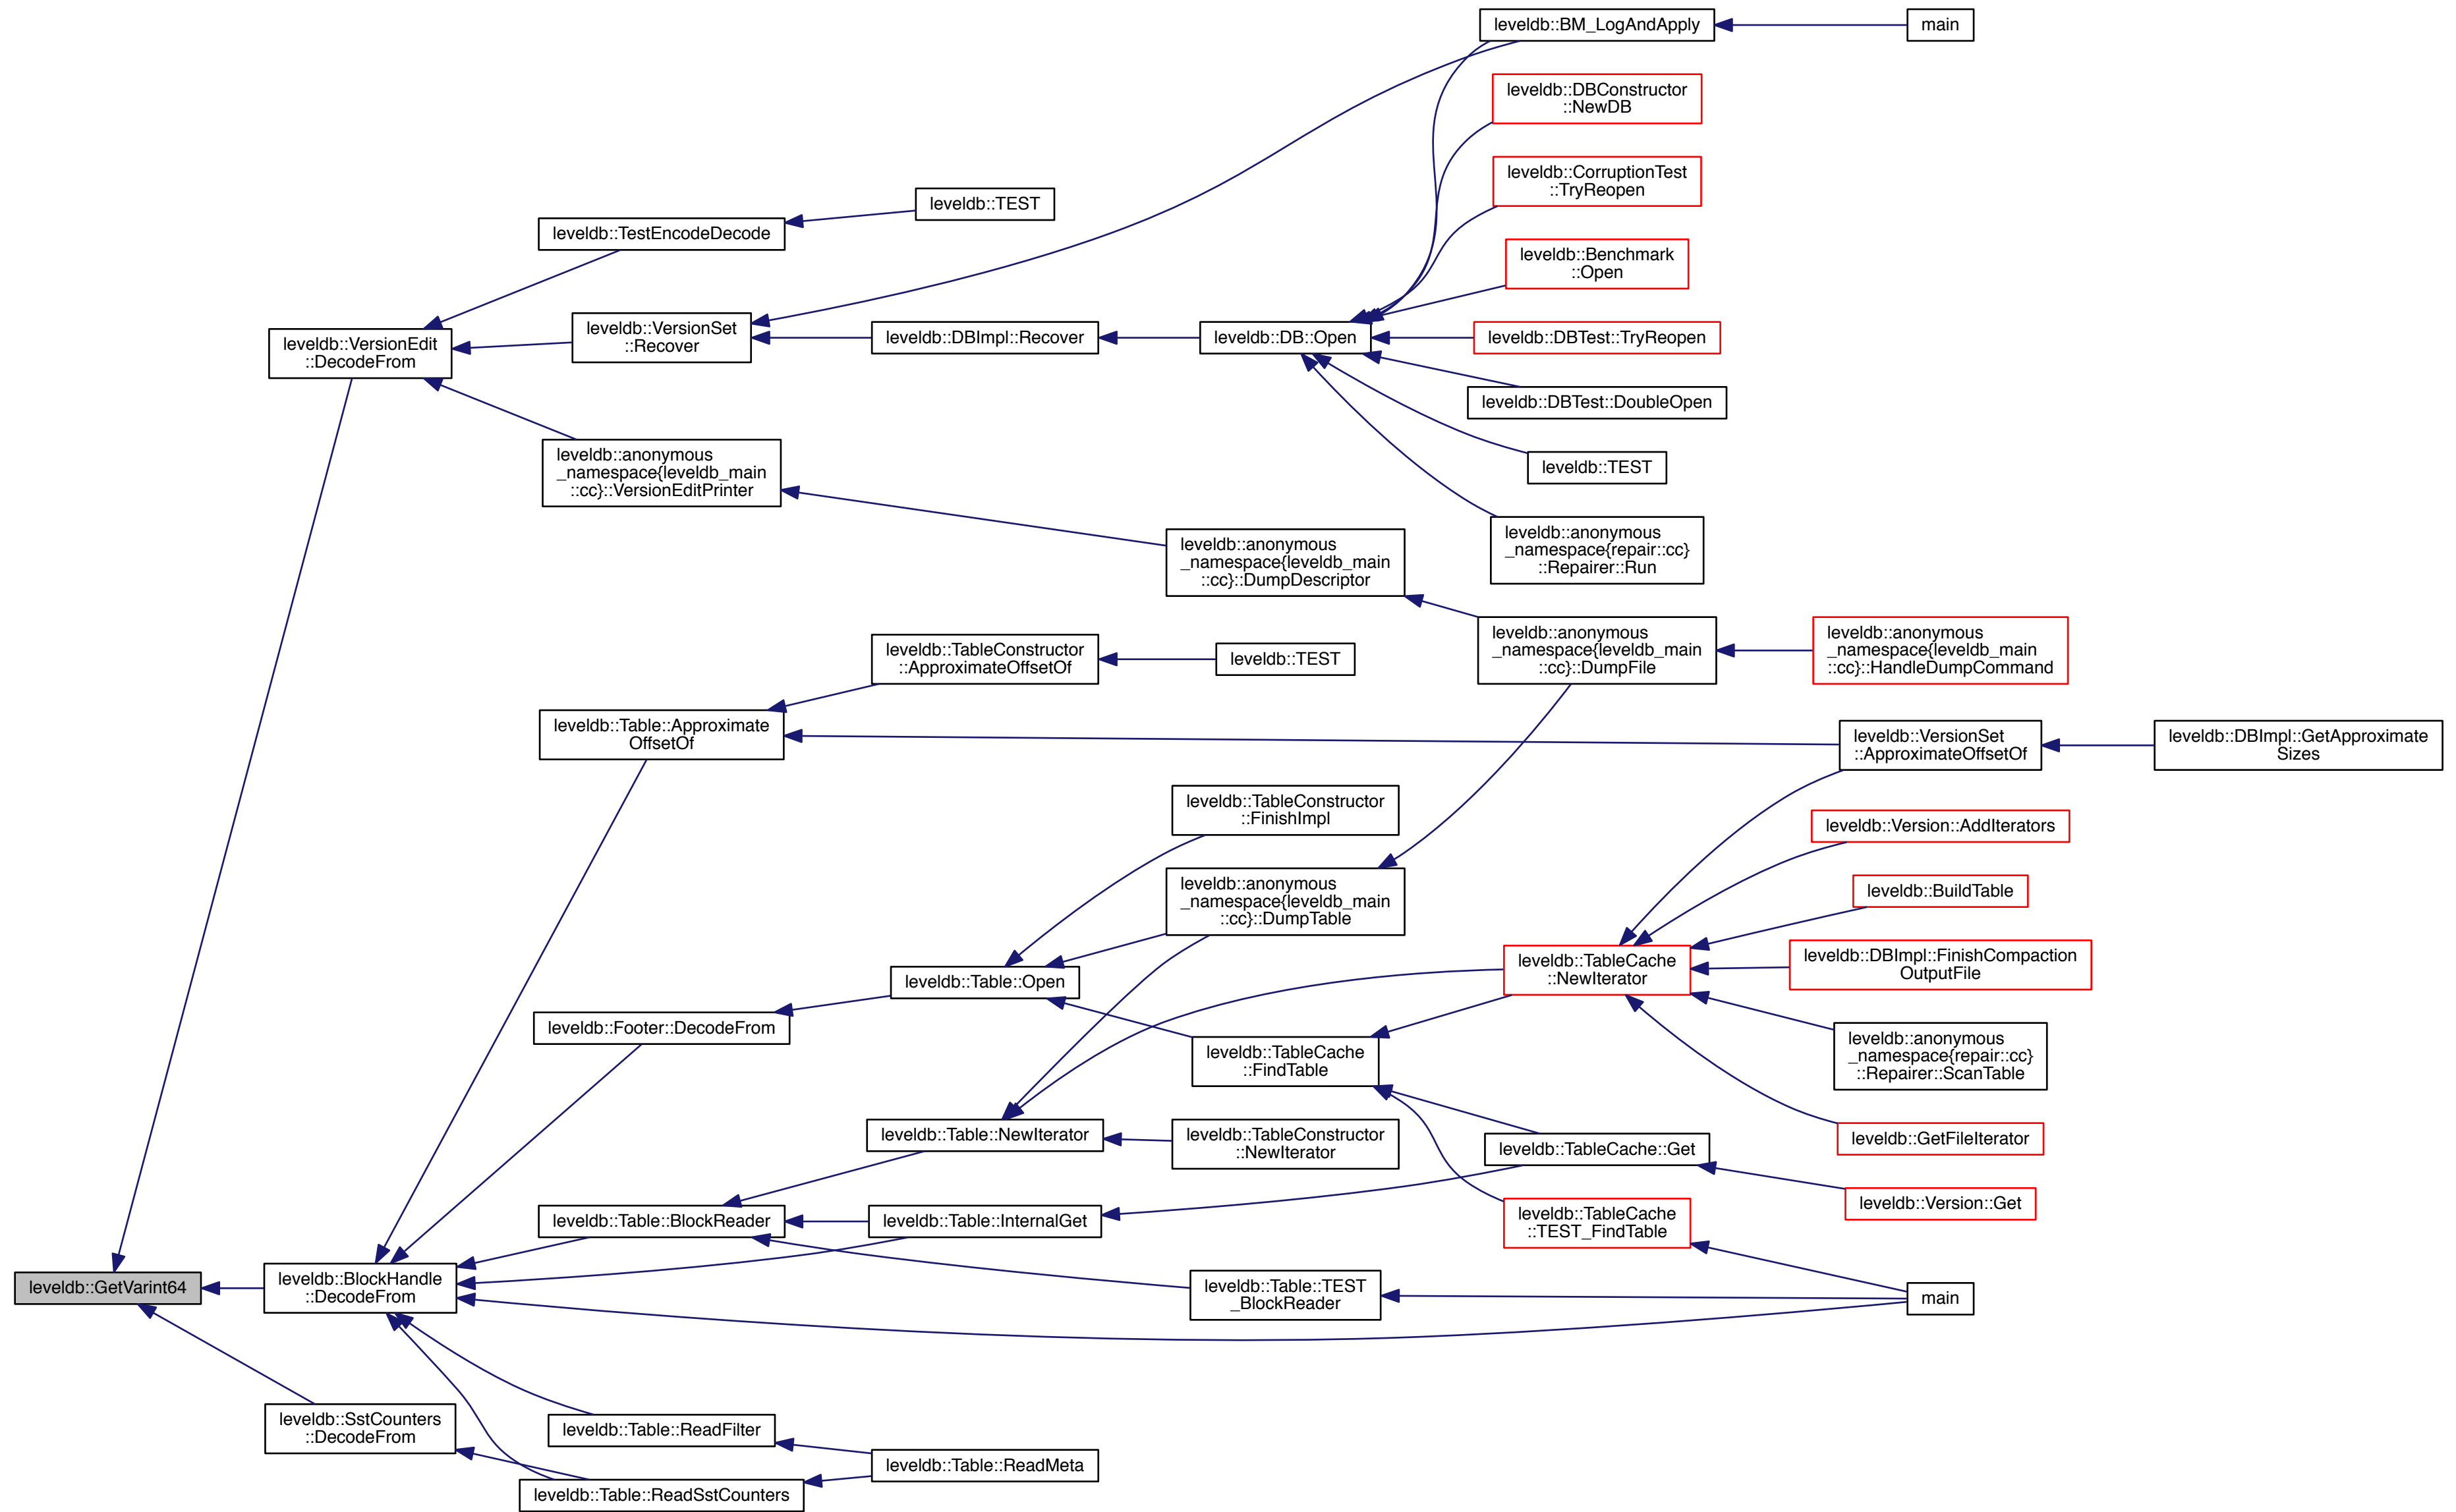 leveldb::BM_LogAndApply
main
leveldb::DBConstructor
::NewDB
leveldb::CorruptionTest
::TryReopen
leveldb::TEST
leveldb::TestEncodeDecode
leveldb::Benchmark
::Open
leveldb::VersionEdit
::DecodeFrom
leveldb::VersionSet
::Recover
leveldb::DBImpl::Recover
leveldb::DB::Open
leveldb::DBTest::TryReopen
leveldb::DBTest::DoubleOpen
leveldb::anonymous
_namespace{leveldb_main
::cc}::VersionEditPrinter
leveldb::TEST
leveldb::anonymous
_namespace{repair::cc}
::Repairer::Run
leveldb::anonymous
_namespace{leveldb_main
::cc}::DumpDescriptor
leveldb::TableConstructor
::ApproximateOffsetOf
leveldb::TEST
leveldb::anonymous
_namespace{leveldb_main
::cc}::DumpFile
leveldb::anonymous
_namespace{leveldb_main
::cc}::HandleDumpCommand
leveldb::Table::Approximate
OffsetOf
leveldb::VersionSet
::ApproximateOffsetOf
leveldb::DBImpl::GetApproximate
Sizes
leveldb::TableConstructor
::FinishImpl
leveldb::Version::AddIterators
leveldb::anonymous
_namespace{leveldb_main
::cc}::DumpTable
leveldb::BuildTable
leveldb::Table::Open
leveldb::TableCache
::NewIterator
leveldb::DBImpl::FinishCompaction
OutputFile
leveldb::Footer::DecodeFrom
leveldb::TableCache
::FindTable
leveldb::anonymous
_namespace{repair::cc}
::Repairer::ScanTable
leveldb::Table::NewIterator
leveldb::TableConstructor
::NewIterator
leveldb::TableCache::Get
leveldb::GetFileIterator
leveldb::Table::BlockReader
leveldb::Table::InternalGet
leveldb::TableCache
::TEST_FindTable
leveldb::Version::Get
leveldb::GetVarint64
leveldb::BlockHandle
::DecodeFrom
leveldb::Table::TEST
_BlockReader
main
leveldb::SstCounters
::DecodeFrom
leveldb::Table::ReadFilter
leveldb::Table::ReadMeta
leveldb::Table::ReadSstCounters